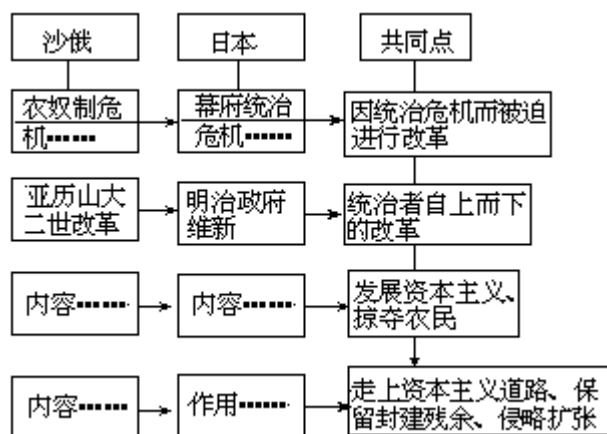 沙俄
日本
共同点
农奴制危
机……
幕府统治
危机……
因统治危机而被迫
进行改革
亚历山大
二世改革
明治政府
维新
统治者自上而下
的改革
内容……
内容……
发展资本主义、
掠夺农民
内容……
作用……
走上资本主义道路、保
留封建残余、侵略扩张